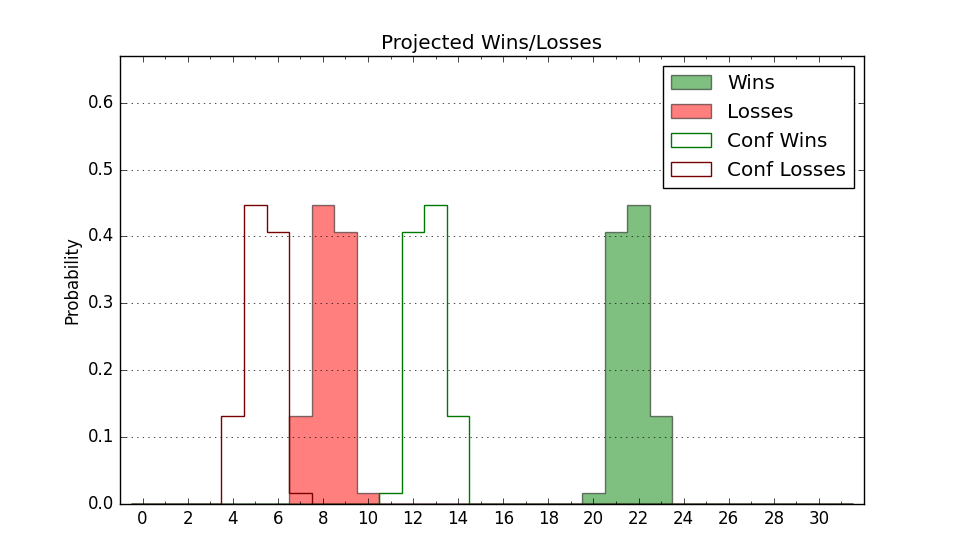 Projected Wins/Losses
Wins
Losses
Conf Wins
Conf Losses
Probability
0.6
0.5
0.4
0.3
0.2
0.1
0.0
0 2 4 6 8 10 12 14 16 18 20 22 24 26 28 30